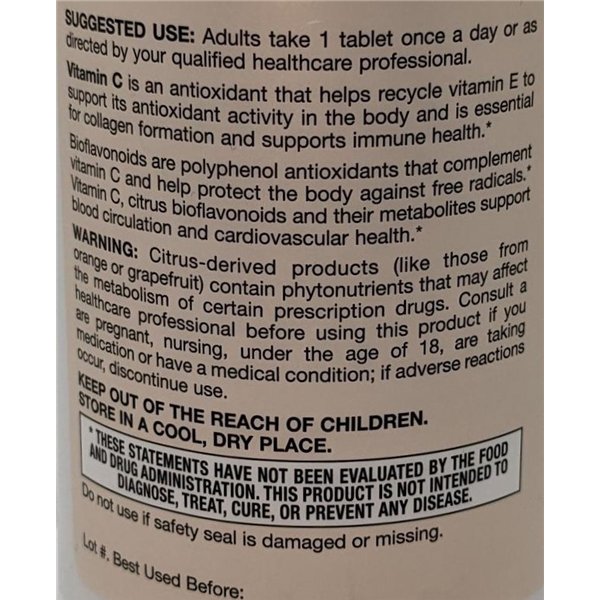 SUGGESTED USE: Adults take 1 tablet once a day or as
directed by your qualified healthcare professional.
Vitamin C is an antioxidant that helps recycle vitamin E to
support its antioxidant activity in the body and is essential
for collagen formation and supports immune health.*
Bioflavonoids are polyphenol antioxidants that complement
vitamin C and help protect the body against free radicals.*
Vitamin C, citrus bioflavonoids and their metabolites support
blood circulation and cardiovascular health.*
WARNING: Citrus-derived products (like those from
orange or grapefruit) contain phytonutrients that may affect
the metabolism of certain prescription drugs. Consult a
healthcare professional before using this product if you
are pregnant, nursing, under the age of 18, are taking
medication or have a medical condition; if adverse reactions
occur, discontinue use.
KEEP OUT OF THE REACH OF CHILDREN.
STORE IN A COOL, DRY PLACE.
* THESE STATEMENTS HAVE NOT BEEN EVALUATED BY THE FOOD
AND DRUG ADMINISTRATION. THIS PRODUCT IS NOT INTENDED TO
DIAGNOSE, TREAT, CURE, OR PREVENT ANY DISEASE.
Do not use if safety seal is damaged or missing.
Lot #. Best Used Before: